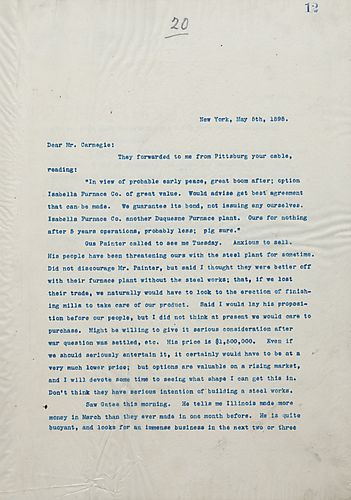 20
12
New York, May 5th, 1898.
Dear Mr. Carnegie:
They forwarded to me from Pittsburg your cable,
reading:
"In view of probable early peace, great boom after; option
Isabella Furnace Co. of great value. Would advise get best agreement
that can be made. We guarantee its bond, not issuing any ourselves.
Isabella Furnace Co. another Duquesne Furnace plant. Ours for nothing
after 5 years operations, probably less; pig sure."
Gus Painter called to see me Tuesday. Anxious to sell.
His people have been threatening ours with the steel plant for sometime.
Did not discourage Mr. Painter, but said I thought they were better off
with their furnace plant without the steel works; that, if we lost
their trade, we naturally would have to look to the erection of finish-
ing mills to take care of our product. Said I would lay his proposi-
tion before our people, but I did not think at present we would care to
purchase. Might be willing to give it serious consideration after
war question was settled, etc. His price is $1,500,000. Even if
we should seriously entertain it, it certainly would have to be at a
very much lower price; but options are valuable on a rising market,
and I will devote some time to seeing what shape I can get this in.
Don't think they have serious intention of building a steel works.
Saw Gates this morning. He tells me Illinois made more
money in March than they ever made in one month before. He is quite
buoyant, and looks for an immense business in the next two or three